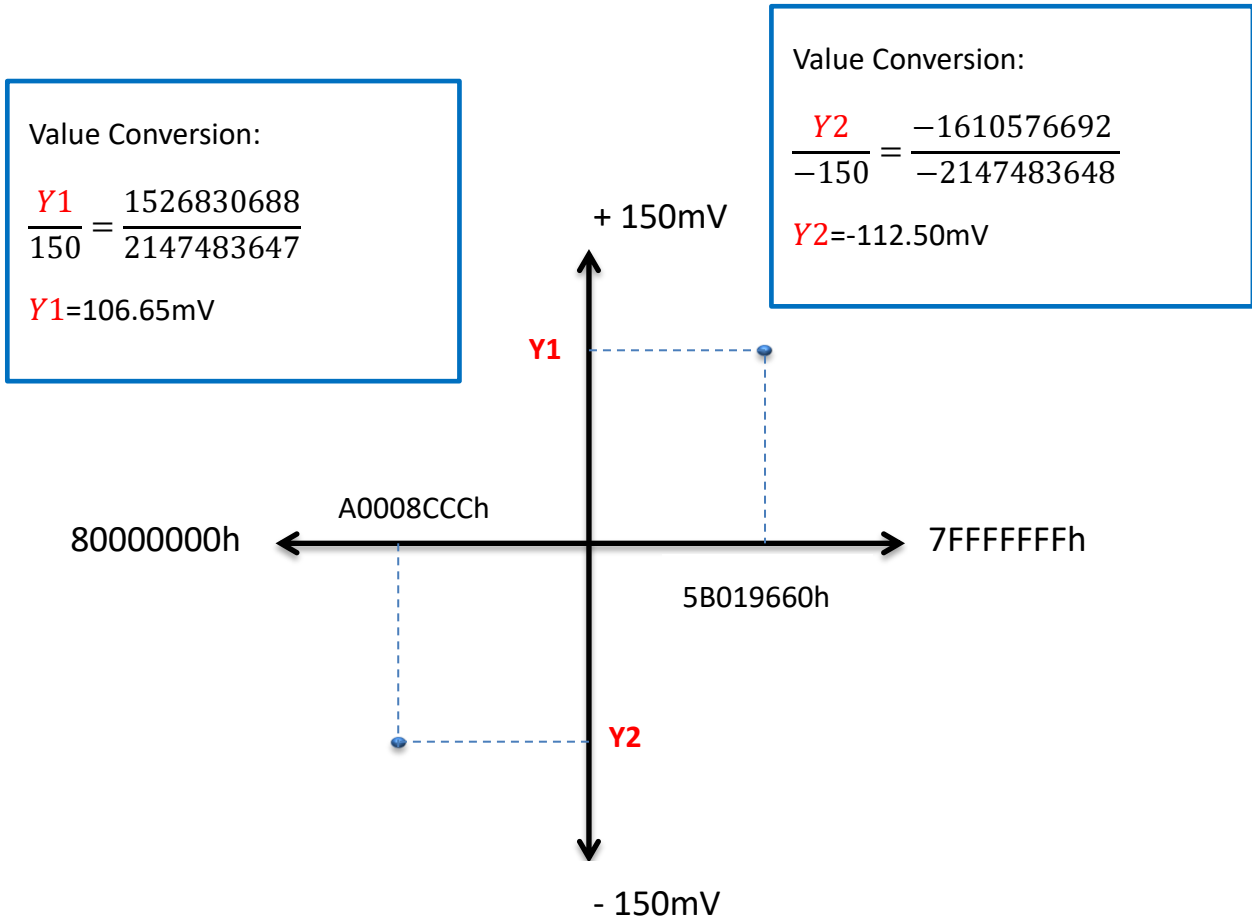 Value Conversion:
Y1/150 = 1526830688/2147483647
Y1=106.65mV
Value Conversion:
Y2/−150 = −1610576692/−2147483648
Y2=-112.50mV
+ 150mV
Y1
A0008CCCh
80000000h
7FFFFFFFh
5B019660h
Y2
- 150mV